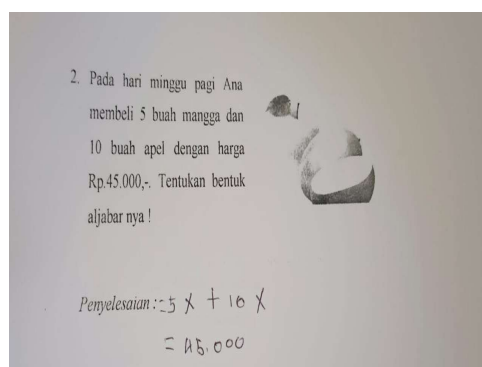 2. Pada hari minggu pagi Ana
membeli 5 buah mangga dan
10 buah apel dengan harga
Rp.45.000,-. Tentukan bentuk
aljabar nya !
Penyelesaian : = 5 x + 10 x
= 45.000